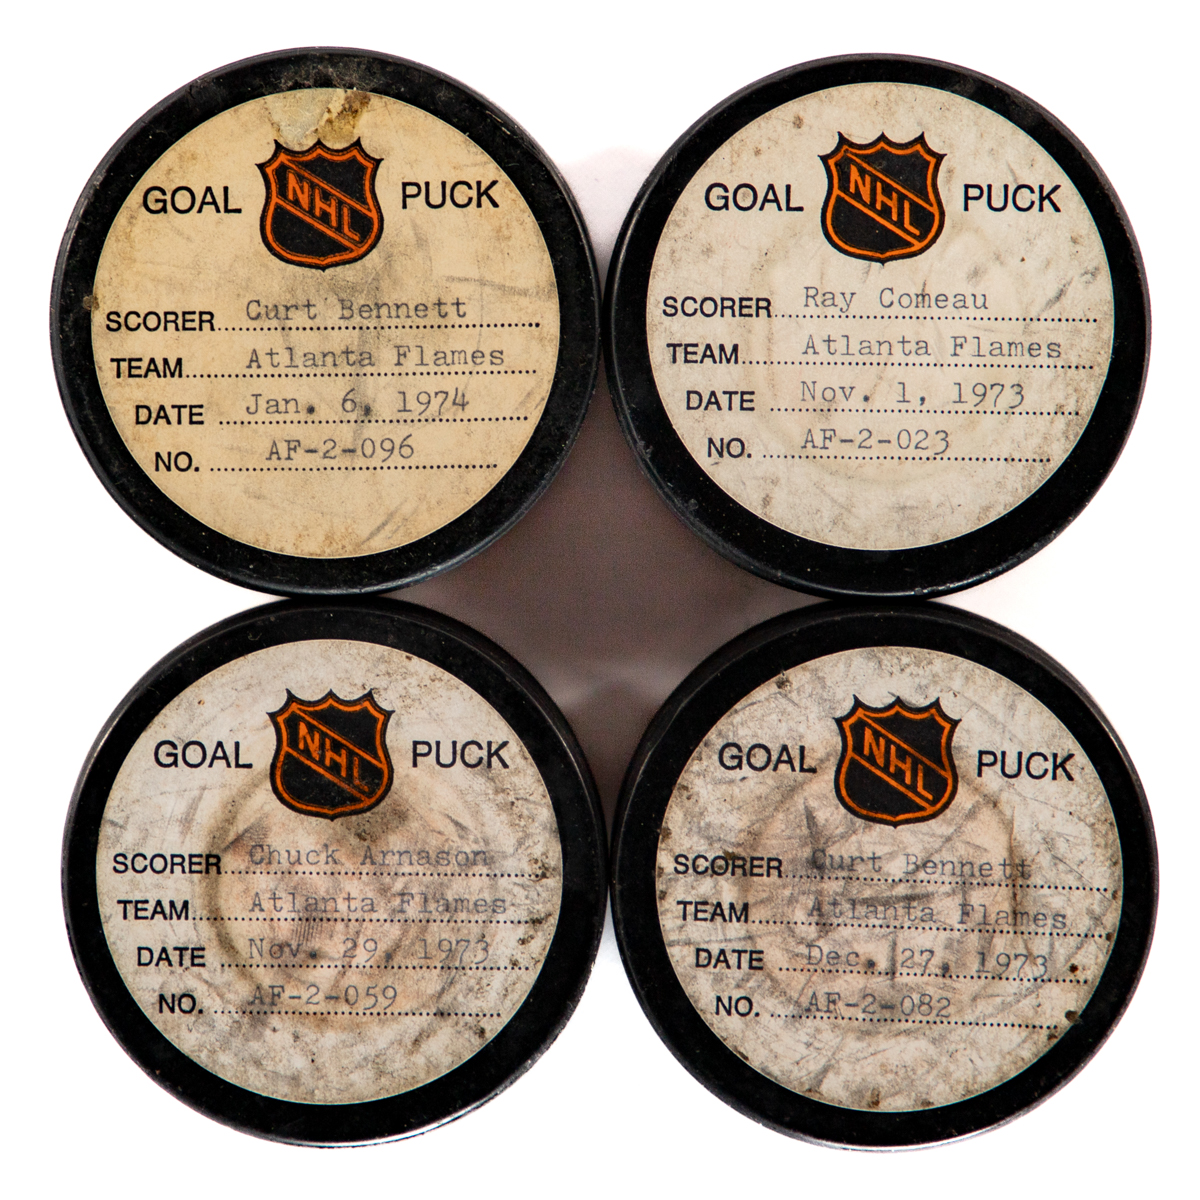 GOAL NHL PUCK
SCORER Curt Bennett
TEAM Atlanta Flames
DATE Jan. 6, 1974
NO. AF-2-096
GOAL NHL PUCK
SCORER Ray Comeau
TEAM Atlanta Flames
DATE Nov. 1, 1973
NO. AF-2-023
GOAL NHL PUCK
SCORER Chuck Arnason
TEAM Atlanta Flames
DATE Nov. 29, 1973
NO. AF-2-059
GOAL NHL PUCK
SCORER Curt Bennett
TEAM Atlanta Flames
DATE Dec. 27, 1973
NO. AF-2-082